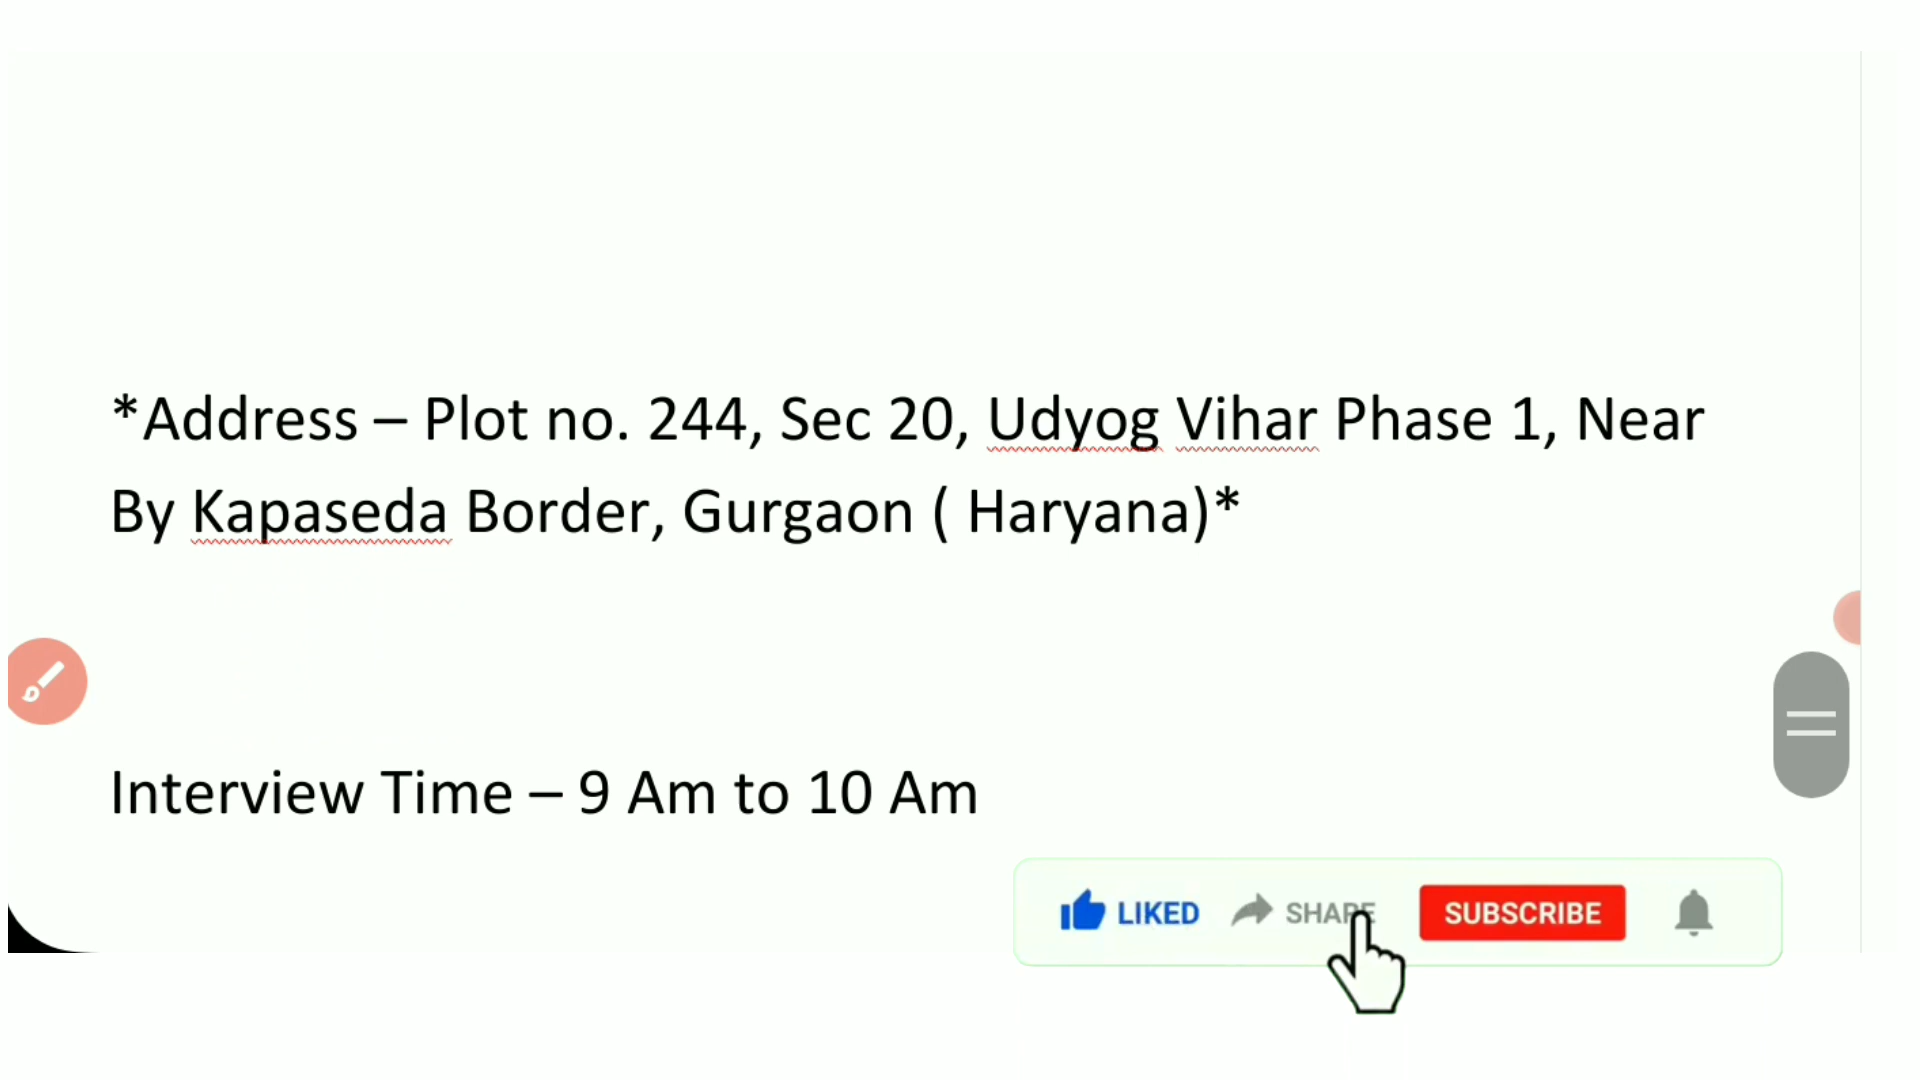 *Address – Plot no. 244, Sec 20, Udyog Vihar Phase 1, Near
By Kapaseda Border, Gurgaon ( Haryana)*
Interview Time – 9 Am to 10 Am
LIKED SHARE SUBSCRIBE